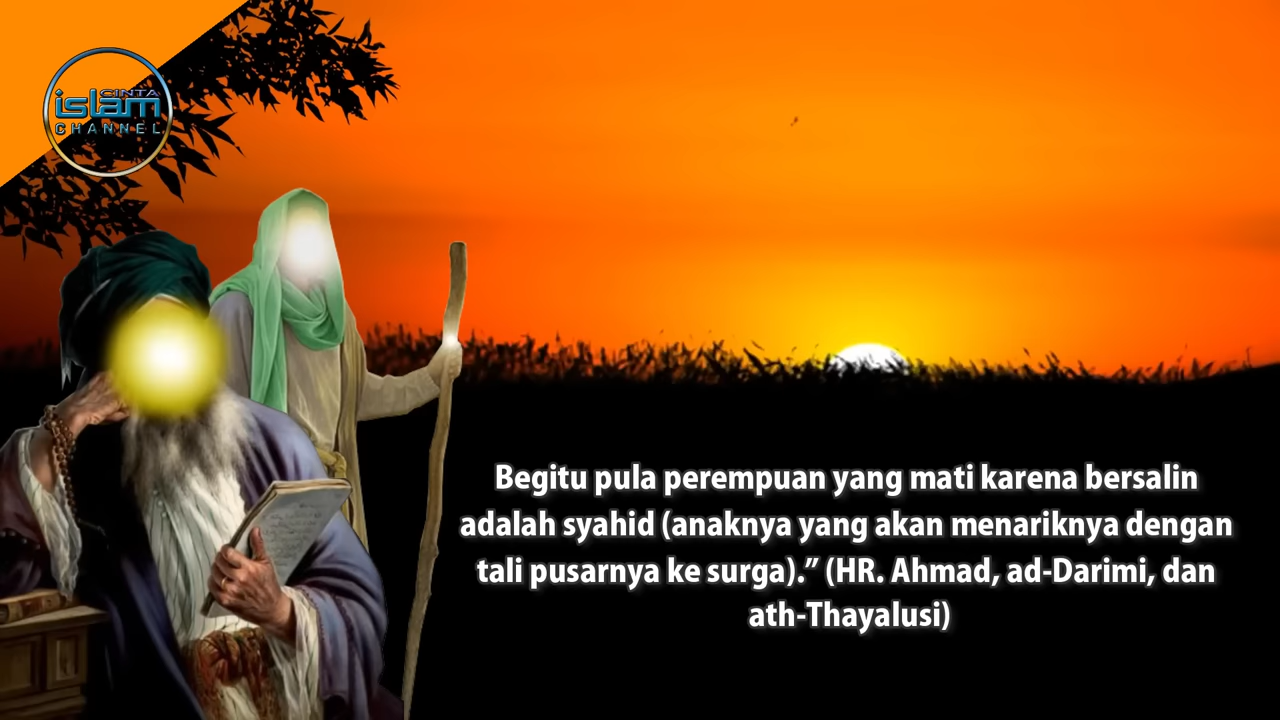 CINTA
islam
CHANNEL
Begitu pula perempuan yang mati karena bersalin
adalah syahid (anaknya yang akan menariknya dengan
tali pusarnya ke surga).” (HR. Ahmad, ad-Darimi, dan
ath-Thayalusi)